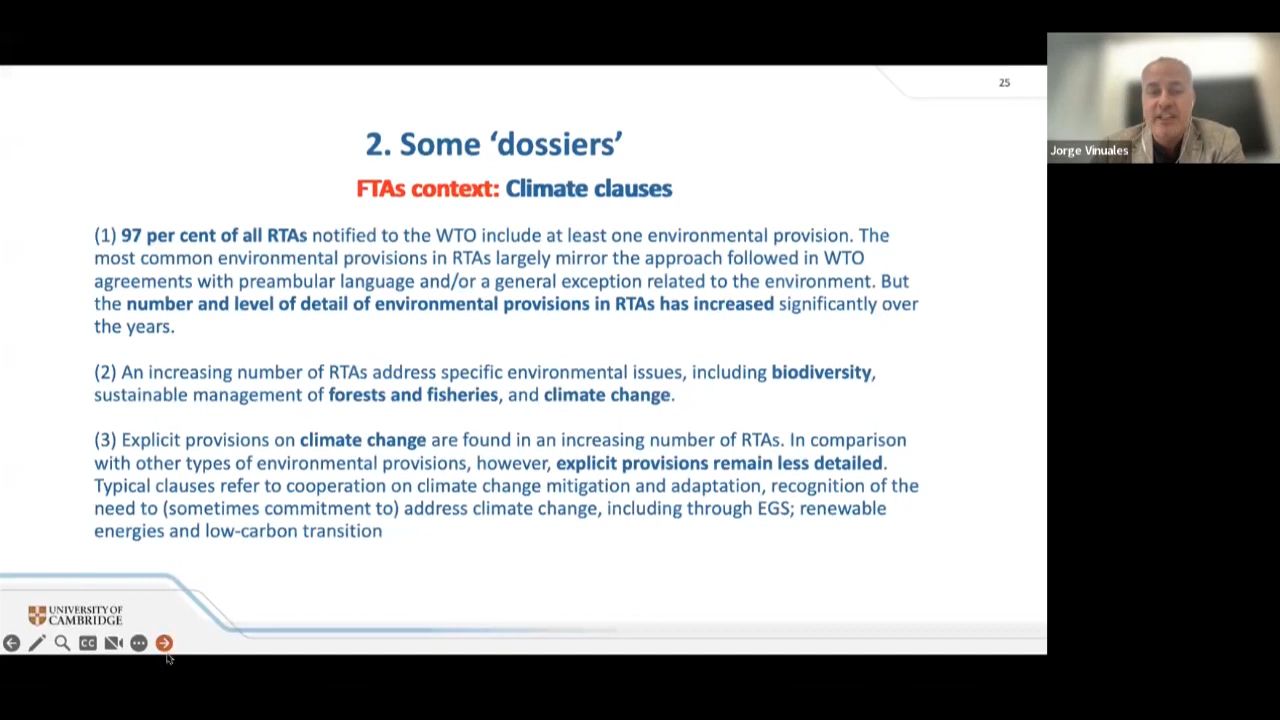 25
2. Some ‘dossiers’
FTAs context: Climate clauses
(1) 97 per cent of all RTAs notified to the WTO include at least one environmental provision. The
most common environmental provisions in RTAs largely mirror the approach followed in WTO
agreements with preambular language and/or a general exception related to the environment. But
the number and level of detail of environmental provisions in RTAs has increased significantly over
the years.
(2) An increasing number of RTAs address specific environmental issues, including biodiversity,
sustainable management of forests and fisheries, and climate change.
(3) Explicit provisions on climate change are found in an increasing number of RTAs. In comparison
with other types of environmental provisions, however, explicit provisions remain less detailed.
Typical clauses refer to cooperation on climate change mitigation and adaptation, recognition of the
need to (sometimes commitment to) address climate change, including through EGS; renewable
energies and low-carbon transition
UNIVERSITY OF
CAMBRIDGE
CC
Jorge Vinuales